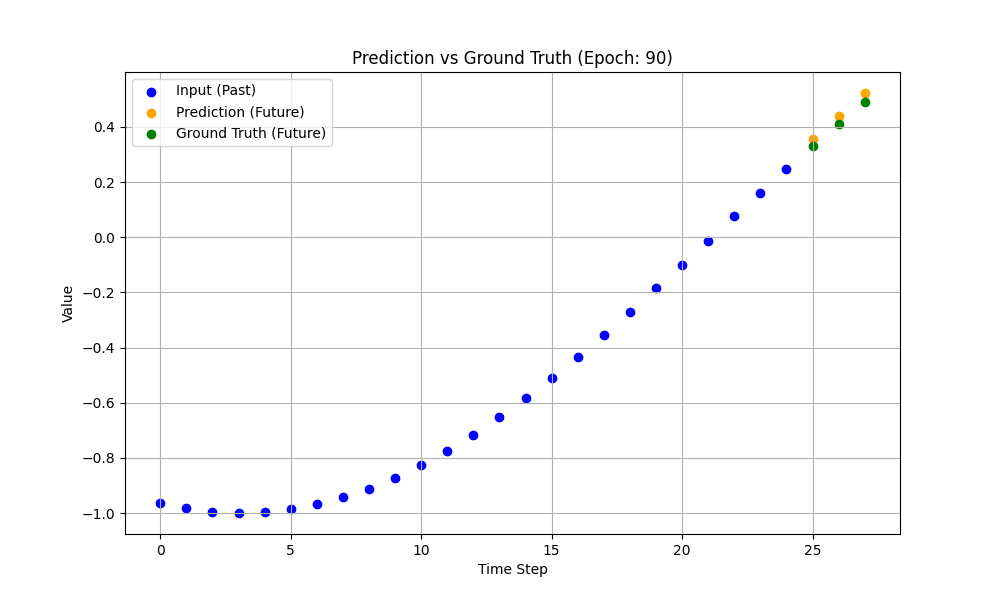 Prediction vs Ground Truth (Epoch: 90)
Input (Past)
Prediction (Future)
Ground Truth (Future)
0.4
0.2
0.0
−0.2
−0.4
−0.6
−0.8
−1.0
Value
0 5 10 15 20 25
Time Step